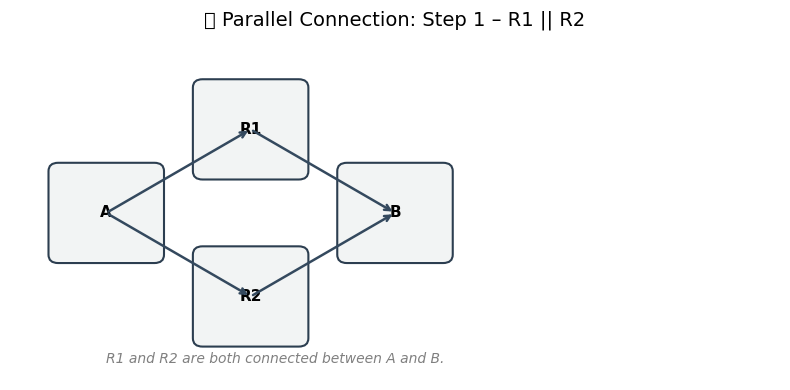 ▯ Parallel Connection: Step 1 – R1 || R2
R1
A
B
R2
R1 and R2 are both connected between A and B.